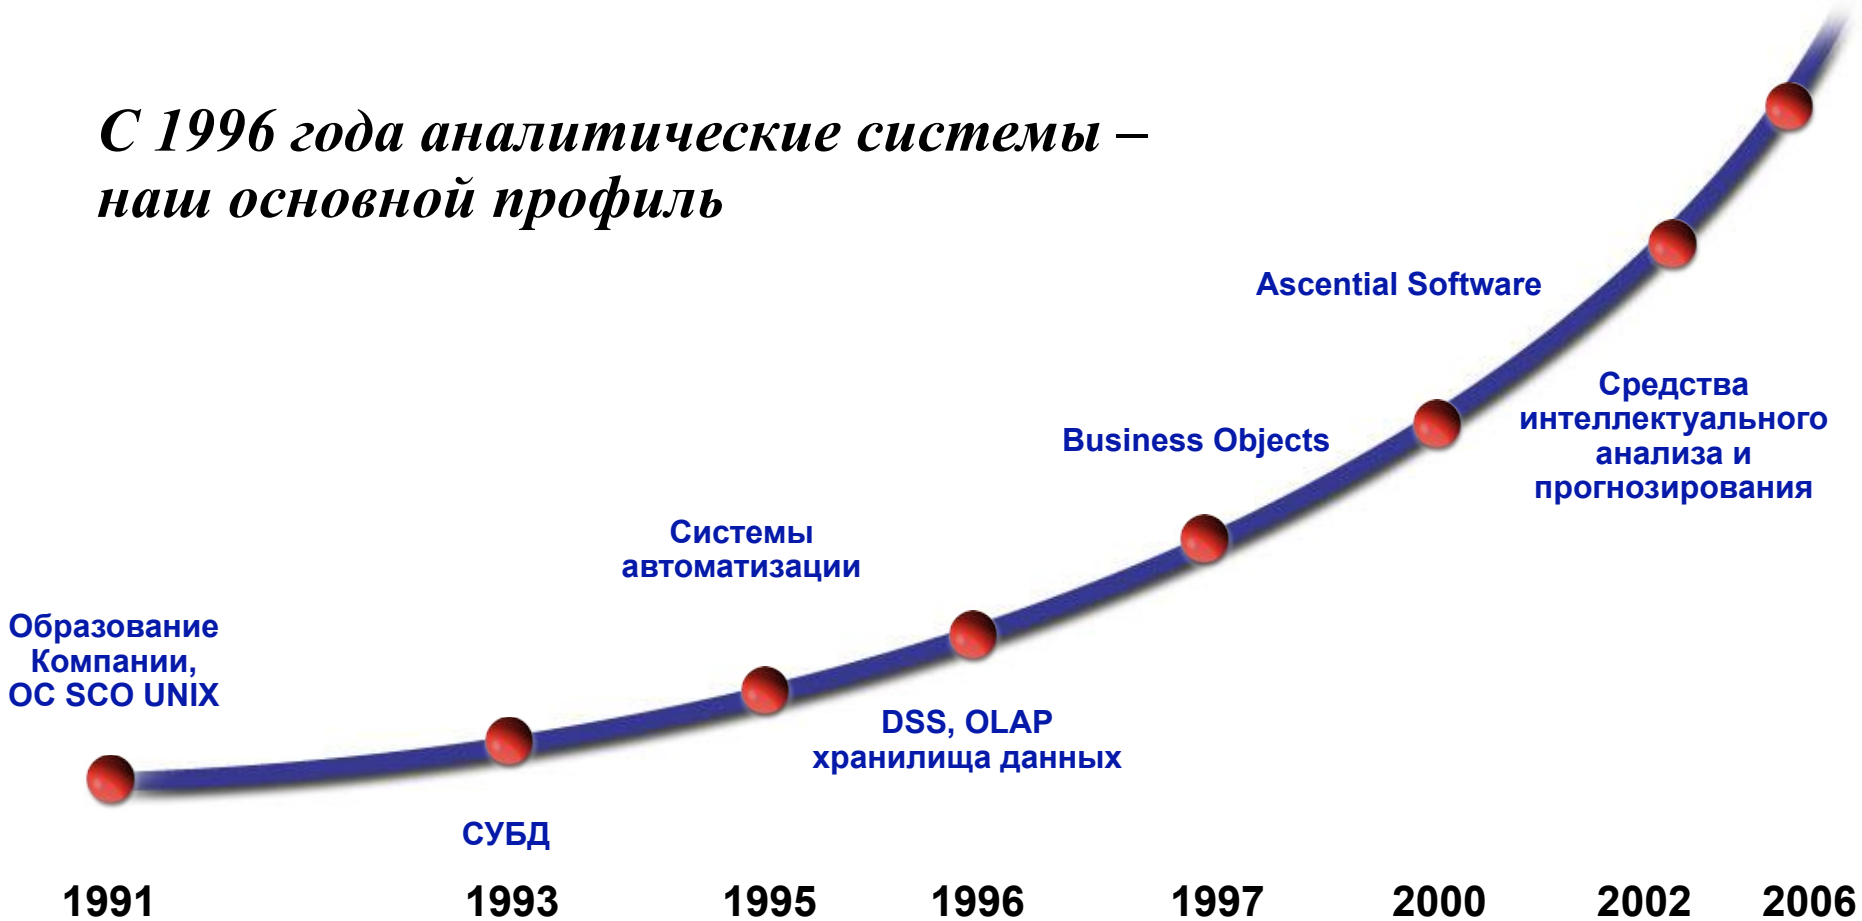 С 1996 года аналитические системы –
наш основной профиль
Ascential Software
Средства
интеллектуального
анализа и
прогнозирования
Business Objects
Системы
автоматизации
Образование
Компании,
ОС SCO UNIX
DSS, OLAP
хранилища данных
СУБД
1991 1993 1995 1996 1997 2000 2002 2006